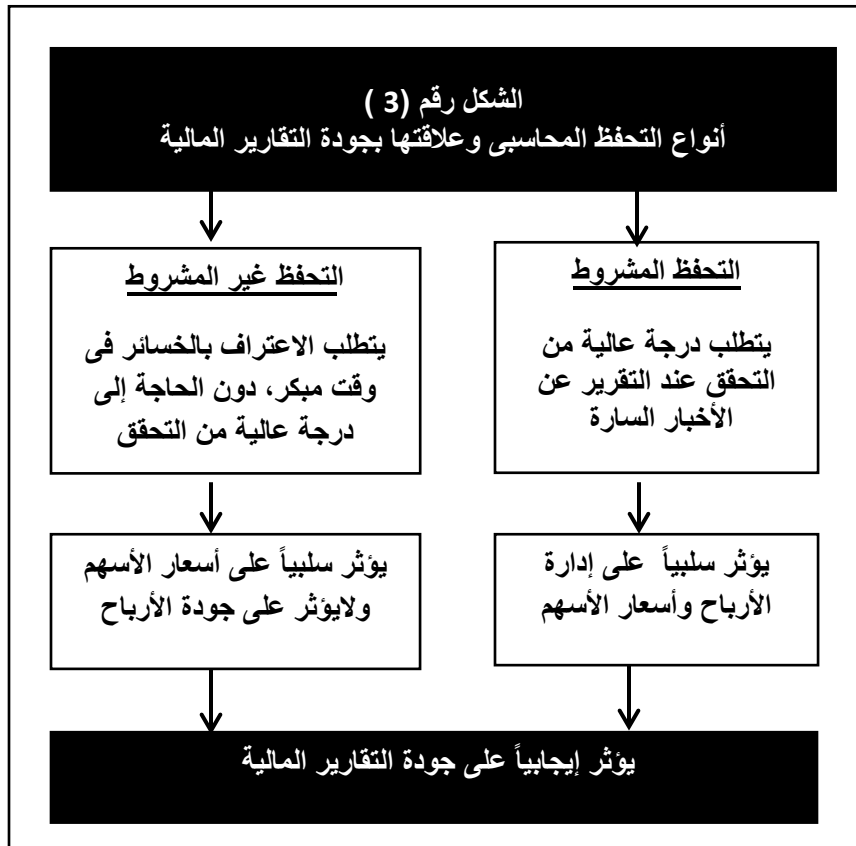 الشكل رقم (3 )
أنواع التحفظ المحاسبى وعلاقتها بجودة التقارير المالية
التحفظ المشروط
يتطلب درجة عالية من
التحقق عند التقرير عن
الأخبار السارة
التحفظ غير المشروط
يتطلب الاعتراف بالخسائر فى
وقت مبكر، دون الحاجة إلى
درجة عالية من التحقق
يؤثر سلبياً على إدارة
الأرباح وأسعار الأسهم
يؤثر سلبياً على أسعار الأسهم
ولايؤثر على جودة الأرباح
يؤثر إيجابياً على جودة التقارير المالية